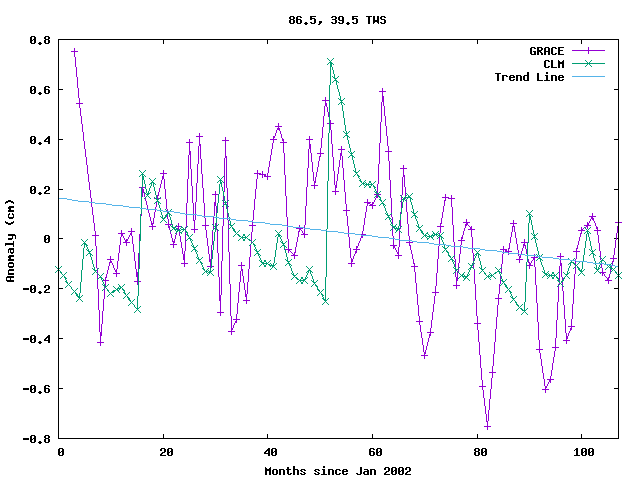 86.5, 39.5 TWS
GRACE
CLM
Trend Line
0.8
0.6
0.4
0.2
0
-0.2
-0.4
-0.6
-0.8
Anomaly (cm)
0 20 40 60 80 100
Months since Jan 2002